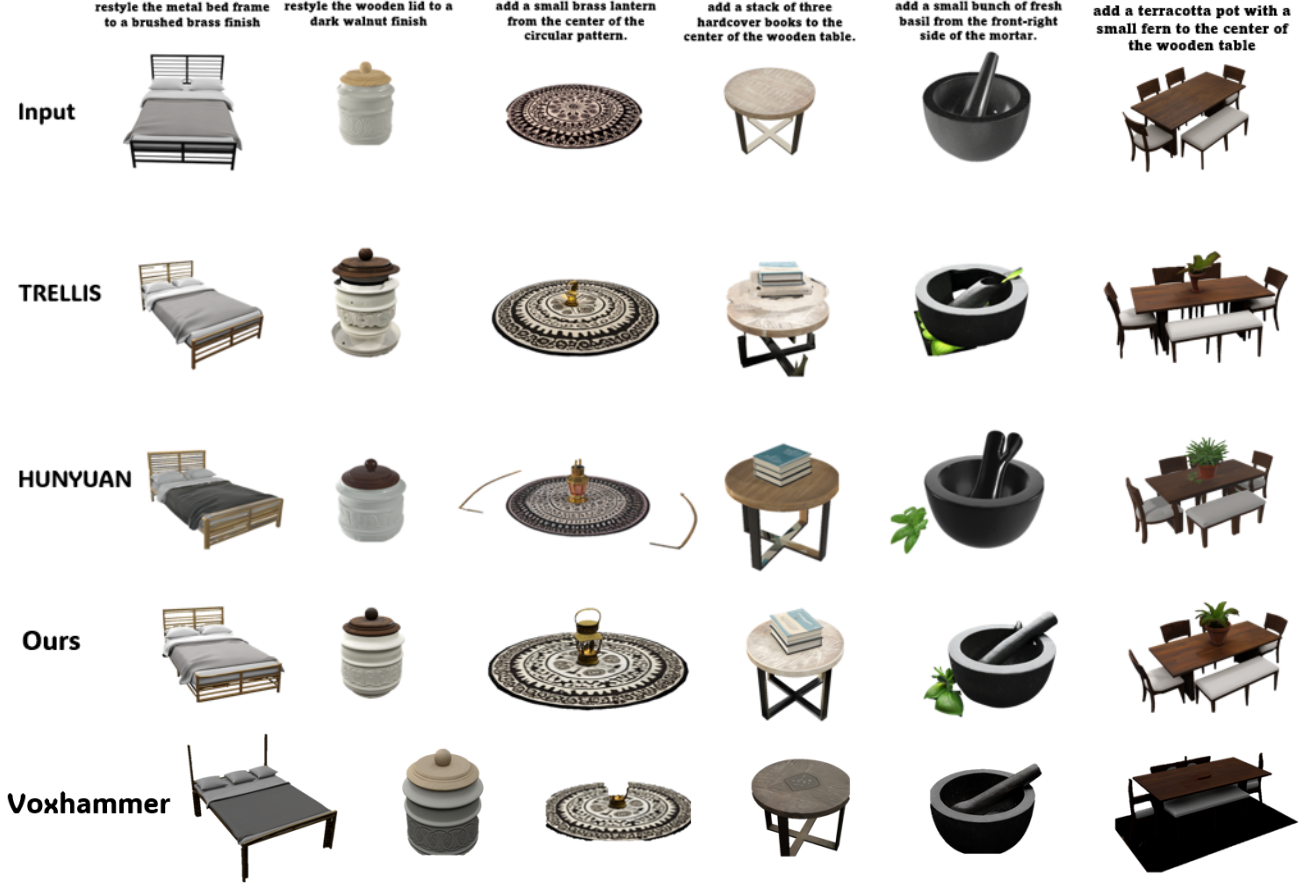 restyle the metal bed frame
to a brushed brass finish
restyle the wooden lid to a
dark walnut finish
add a small brass lantern
from the center of the
circular pattern.
add a stack of three
hardcover books to the
center of the wooden table.
add a small bunch of fresh
basil from the front-right
side of the mortar.
add a terracotta pot with a
small fern to the center of
the wooden table
Input
TRELLIS
HUNYUAN
Ours
Voxhammer